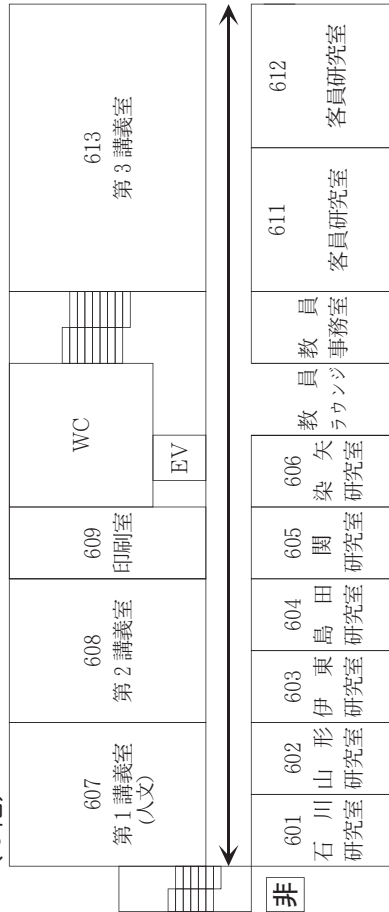 607
第1講義室
(人文)
608
第2講義室
609
印刷室
WC
EV
613
第3講義室
601
石川
研究室
602
山形
研究室
603
伊東
研究室
604
島田
研究室
605
関
研究室
606
染矢
研究室
教員
ラウンジ
教員
事務室
611
客員研究室
612
客員研究室
非